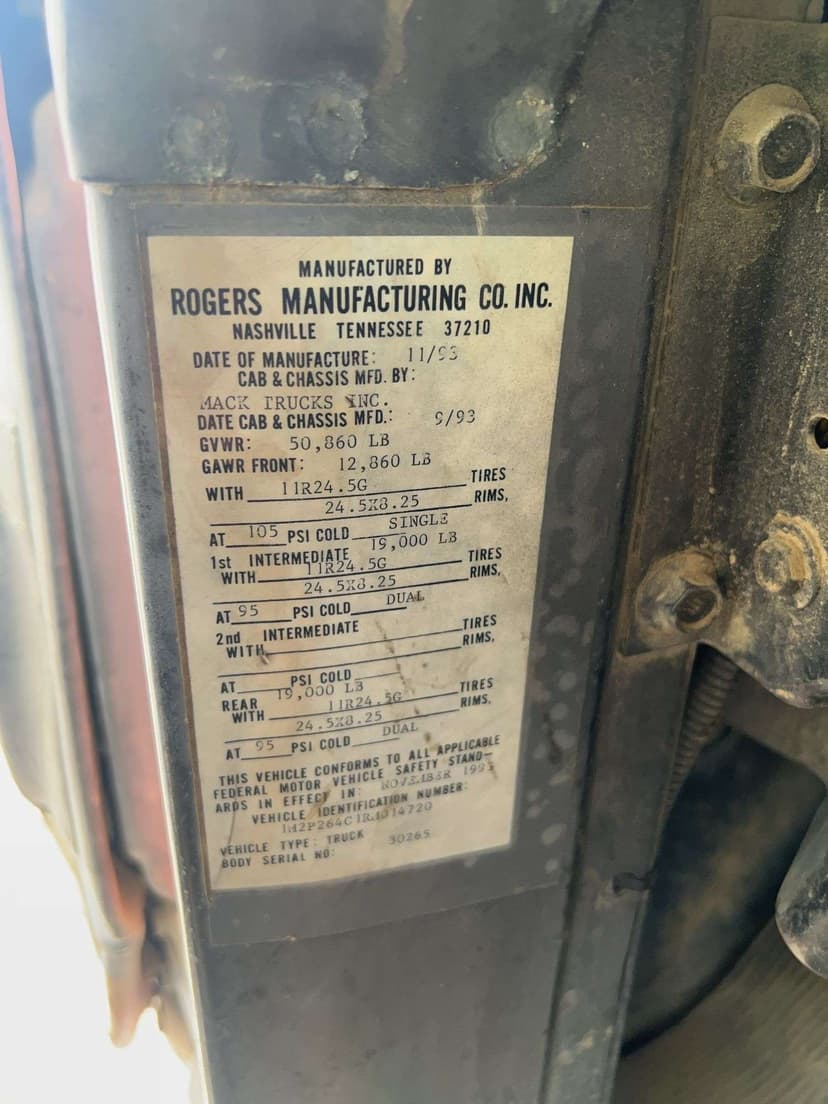 MANUFACTURED BY
ROGERS MANUFACTURING CO. INC.
NASHVILLE TENNESSEE 37210
DATE OF MANUFACTURE: 11/93
CAB & CHASSIS MFD. BY:
MACK TRUCKS INC.
DATE CAB & CHASSIS MFD.: 9/93
GVWR: 50,860 LB
GAWR FRONT: 12,860 LB
WITH 11R24.5G TIRES
24.5X8.25 RIMS,
AT 105 PSI COLD SINGLE
1st INTERMEDIATE 19,000 LB
WITH 11R24.5G TIRES
24.5X8.25 RIMS,
AT 95 PSI COLD DUAL
2nd INTERMEDIATE
WITH TIRES
RIMS,
AT PSI COLD
REAR 19,000 LB
WITH 11R24.5G TIRES
24.5X8.25 RIMS,
AT 95 PSI COLD DUAL
THIS VEHICLE CONFORMS TO ALL APPLICABLE
FEDERAL MOTOR VEHICLE SAFETY STAND-
ARDS IN EFFECT IN: NOVEMBER 1993
VEHICLE IDENTIFICATION NUMBER:
VEHICLE TYPE: TRUCK
BODY SERIAL NO: 30265